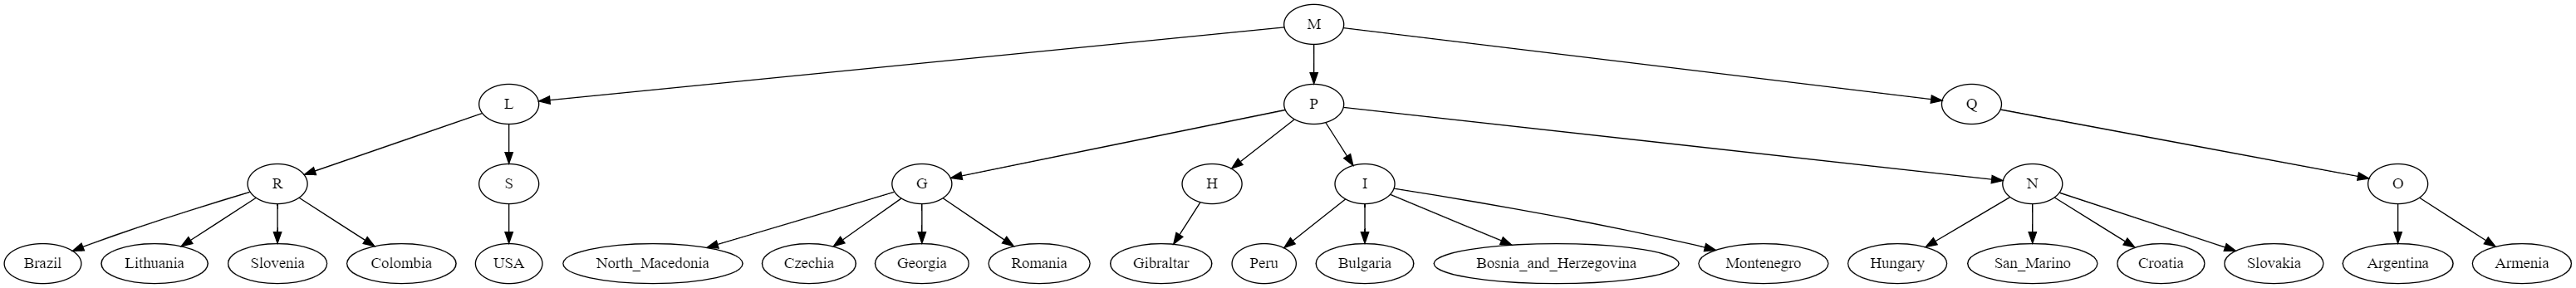 M
L P Q
R S G H I N O
Brazil Lithuania Slovenia Colombia USA North_Macedonia Czechia Georgia Romania Gibraltar Peru Bulgaria Bosnia_and_Herzegovina Montenegro Hungary San_Marino Croatia Slovakia Argentina Armenia